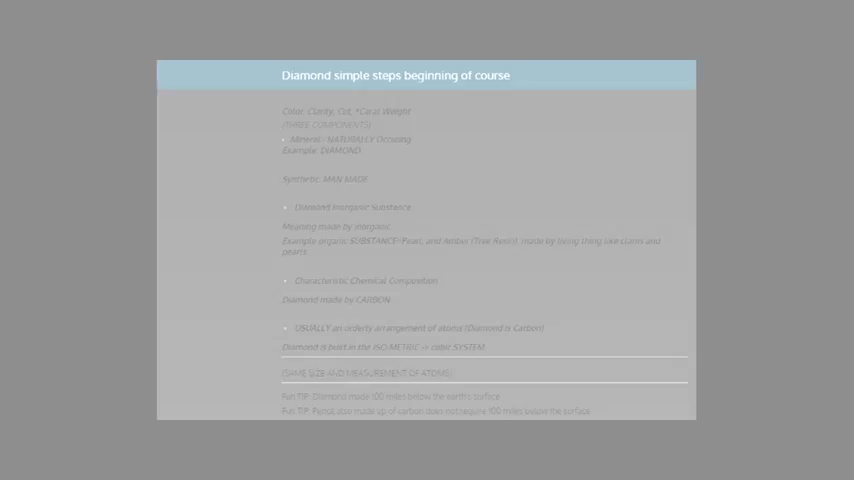 Diamond simple steps beginning of course
Color, Clarity, Cut, *Carat Weight
(THREE COMPONENTS)
• Mineral:- NATURALLY Occuring
Example: DIAMOND
Synthetic: MAN MADE
• Diamond Inorganic Substance
Meaning made by inorganic.
Example organic SUBSTANCE-(Pearl, and Amber (Tree Resin) made by living thing like clams and
pearls.
• Characteristic Chemical Composition
Diamond made by CARBON
• USUALLY an orderly arrangement of atoms (Diamond is Carbon)
Diamond is built in the ISO-METRIC -> cubic SYSTEM
(SAME SIZE AND MEASUREMENT OF ATOMS)
Fun TIP: Diamond made 100 miles below the earth's surface
Fun TIP: Pencil also made up of carbon does not require 100 miles below the surface